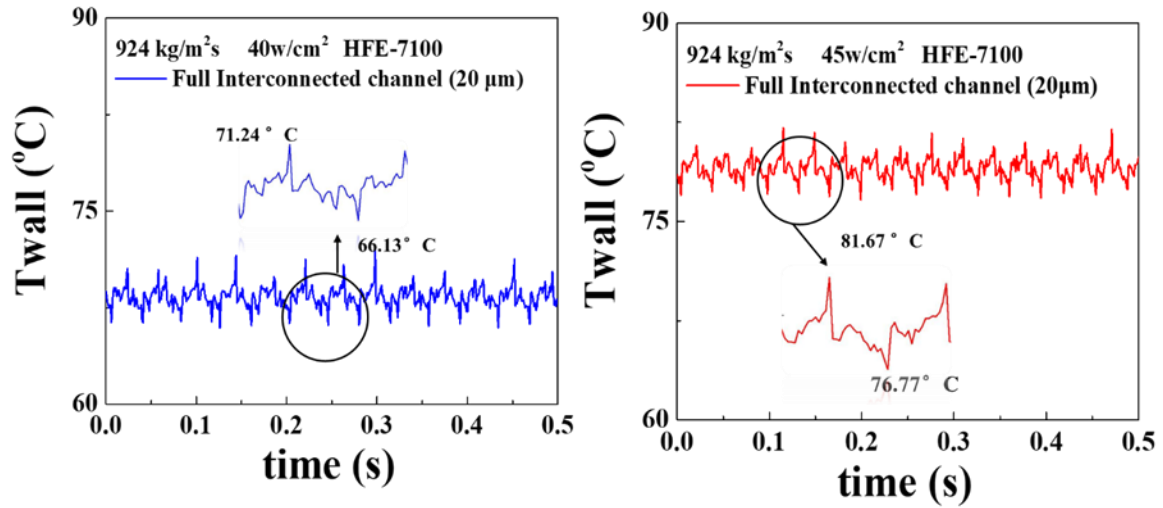 90
924 kg/m²s 40w/cm² HFE-7100
Full Interconnected channel (20 μm)
71.24 ° C
75
66.13 ° C
60
0.0 0.1 0.2 0.3 0.4 0.5
time (s)
Twall (°C)
90
924 kg/m²s 45w/cm² HFE-7100
Full Interconnected channel (20μm)
75
81.67 ° C
76.77 ° C
60
0.0 0.1 0.2 0.3 0.4 0.5
time (s)
Twall (°C)